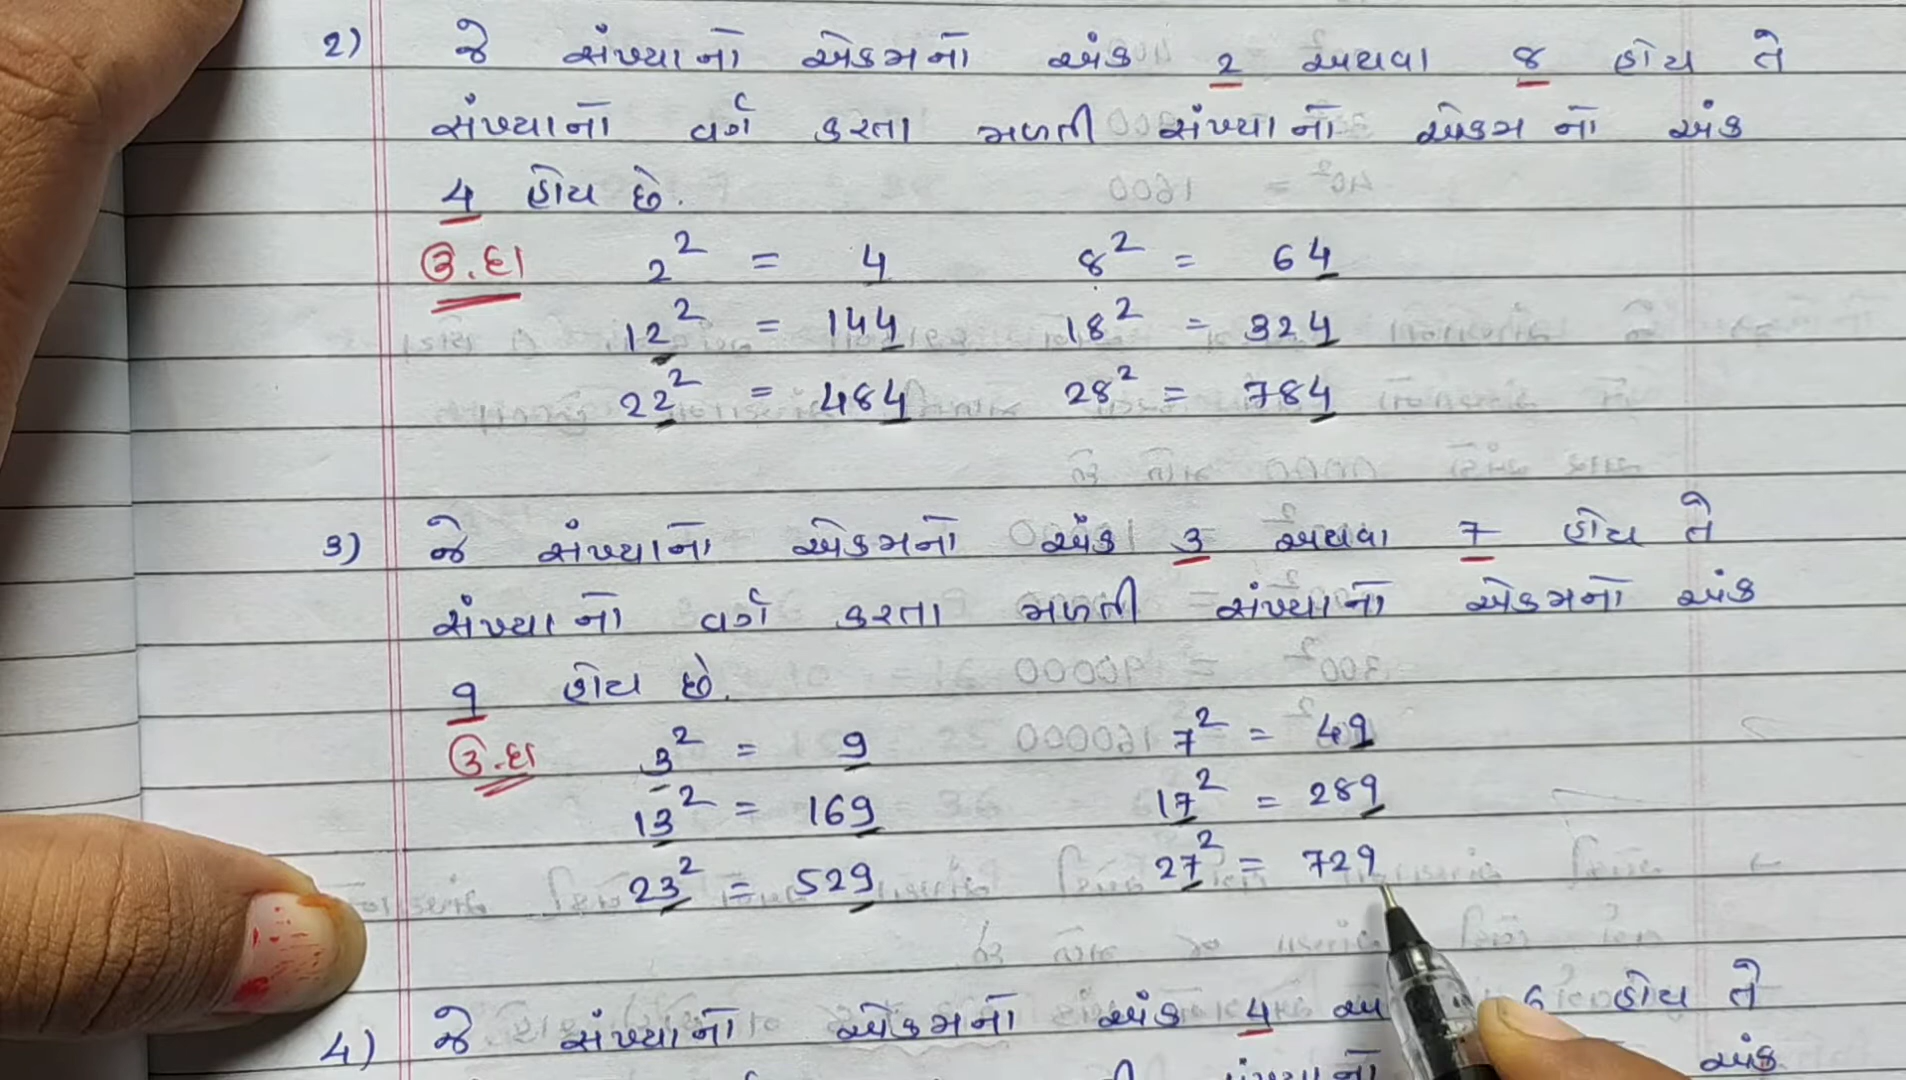 2) જે સંખ્યાનો એકમનો અંક 2 અથવા 8 હોય તે
સંખ્યાનો વર્ગ કરતા મળતી સંખ્યાનો એકમનો અંક
4 હોય છે.
ઉ.દા 2² = 4 8² = 64
12² = 144 18² = 324
22² = 484 28² = 784
3) જે સંખ્યાનો એકમનો અંક 3 અથવા 7 હોય તે
સંખ્યાનો વર્ગ કરતા મળતી સંખ્યાનો એકમનો અંક
9 હોય છે.
ઉ.દા 3² = 9 7² = 49
13² = 169 17² = 289
23² = 529 27² = 729
4) જે સંખ્યાનો એકમનો અંક 4 અ 6 હોય તે
સંખ્યાનો અંક